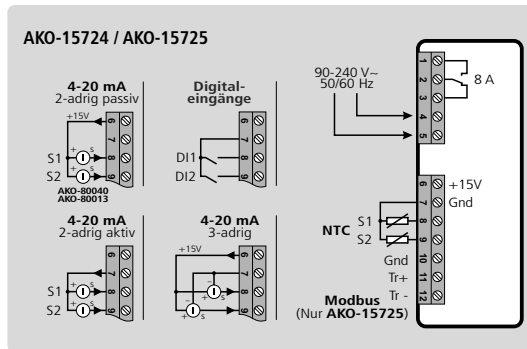 AKO-15724 / AKO-15725
4-20 mA
2-adrig passiv
+15V
6
7
8
9
+ s
S1
+ s
S2
AKO-80040
AKO-80013
Digital-
eingänge
6
7
8
9
DI1
DI2
4-20 mA
2-adrig aktiv
6
7
8
9
+ s
S1
+ s
S2
4-20 mA
3-adrig
+15V
6
7
8
9
– + s
– + s
90-240 V~
50/60 Hz
1
2
3
4
5
8 A
6
7
8
9
10
11
12
+15V
Gnd
NTC
S1
S2
Gnd
Tr+
Tr -
Modbus
(Nur AKO-15725)